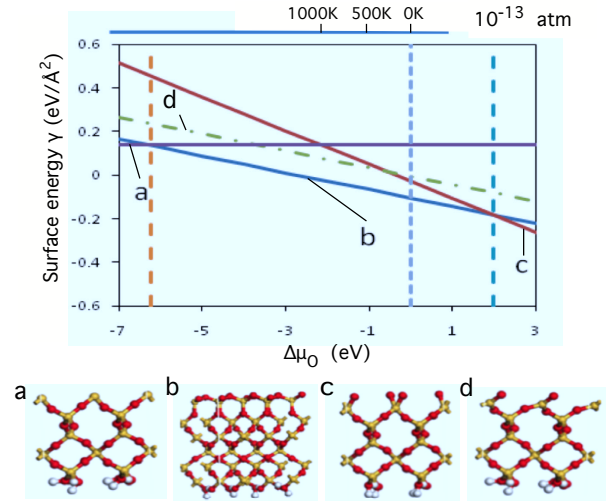 1000K 500K 0K 10⁻¹³ atm
Surface energy γ (eV/Å²)
0.6
0.4
0.2
0
-0.2
-0.4
-0.6
d
a
b
c
-7 -5 -3 -1 1 3
Δμ_O (eV)
a b c d